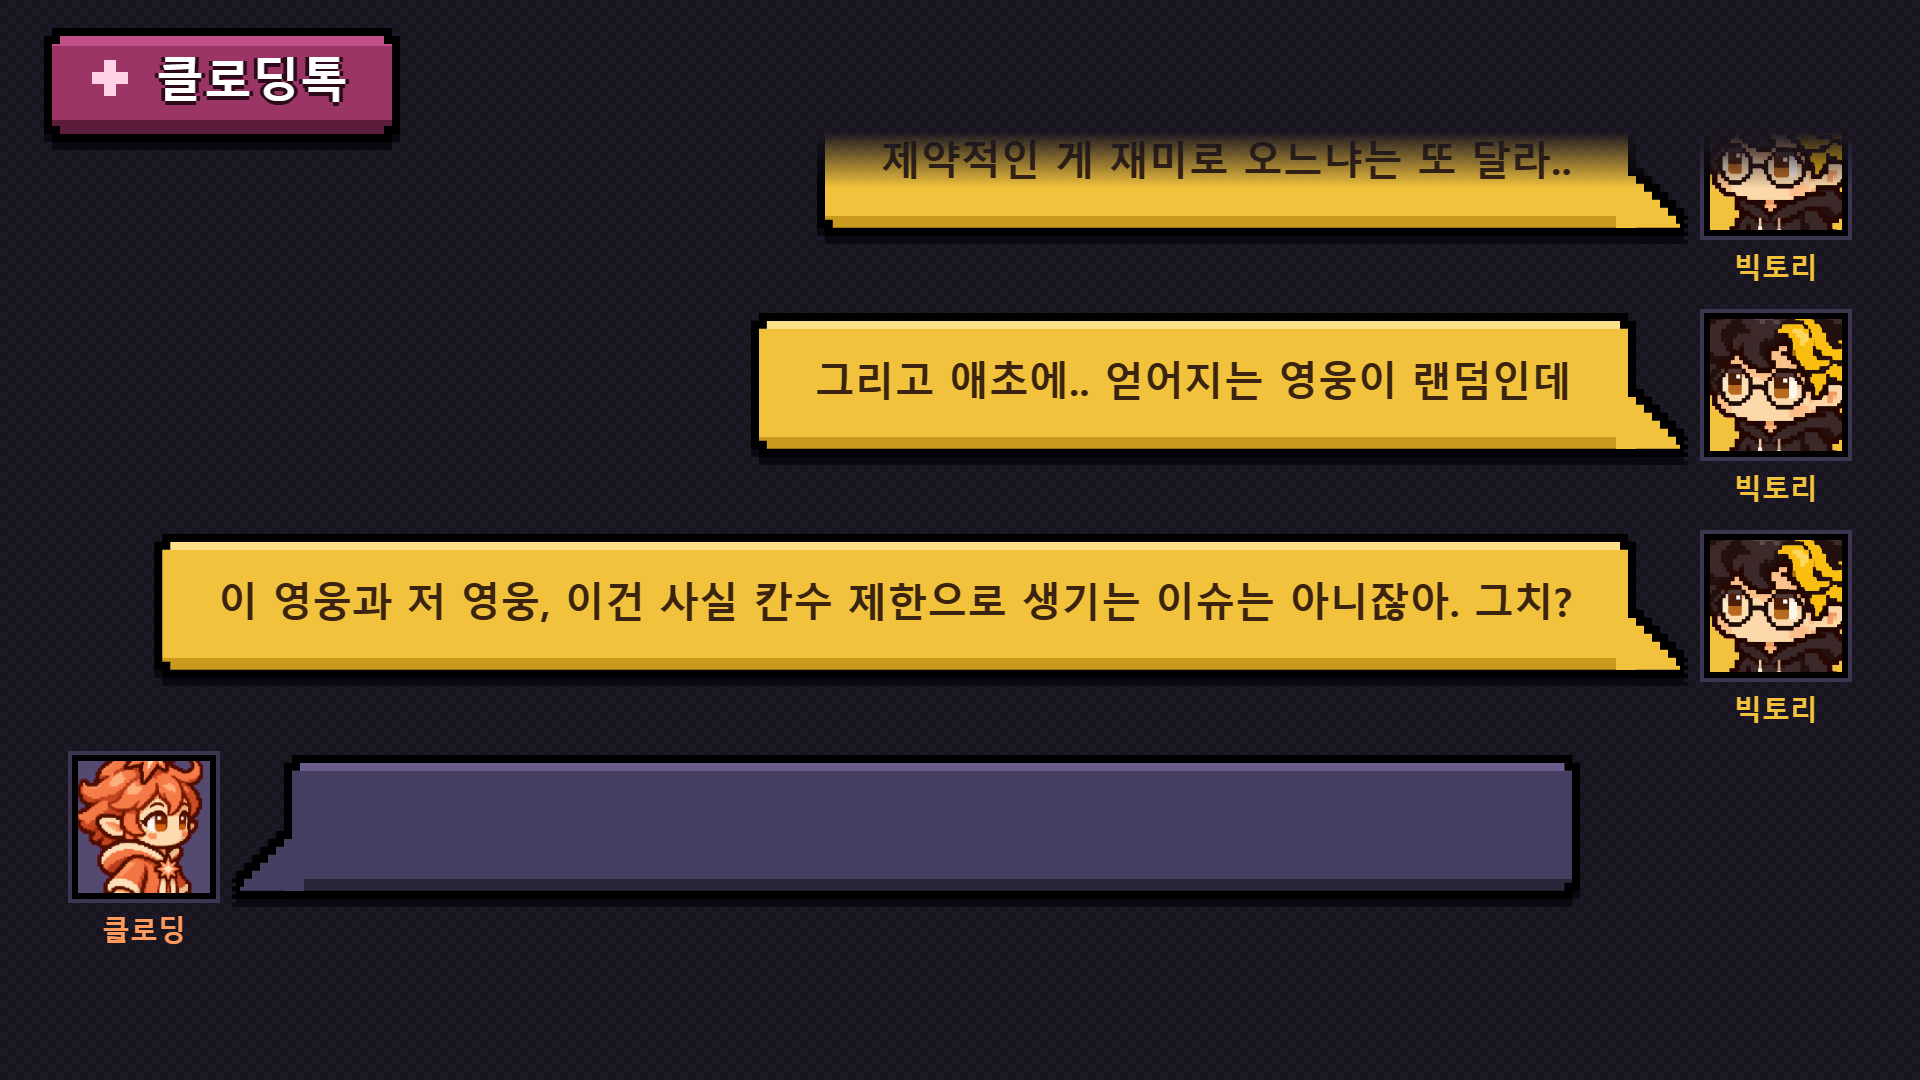 클로딩톡
제약적인 게 재미로 오느냐는 또 달라..
빅토리
그리고 애초에.. 얻어지는 영웅이 랜덤인데
빅토리
이 영웅과 저 영웅, 이건 사실 칸수 제한으로 생기는 이슈는 아니잖아. 그치?
빅토리
클로딩